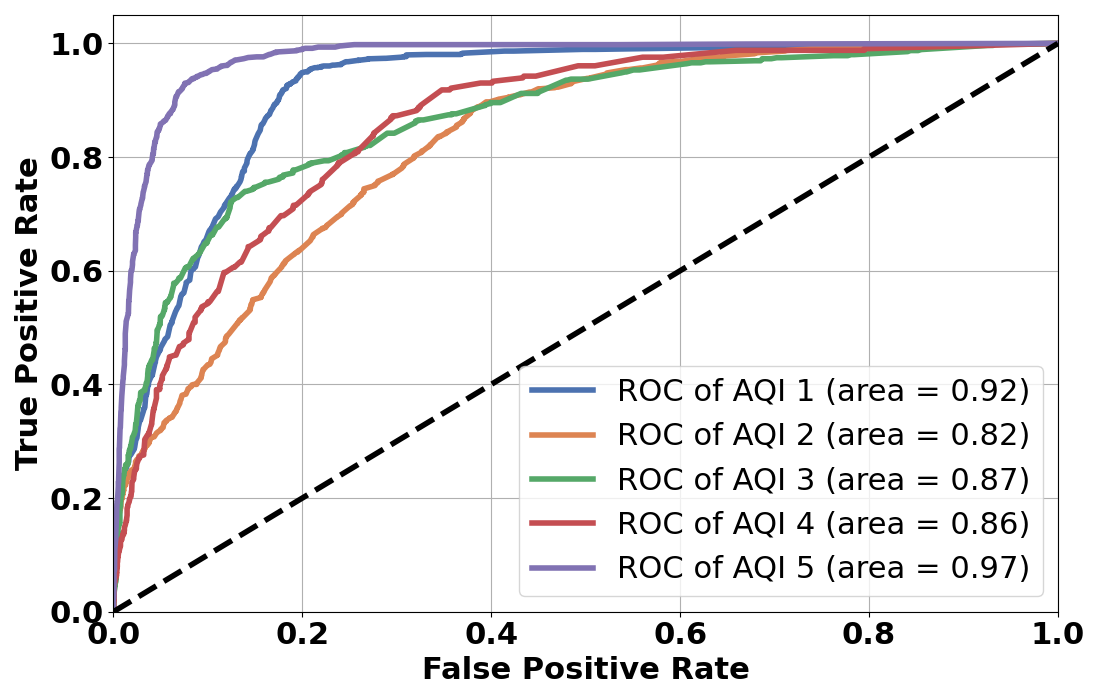 True Positive Rate
1.0
0.8
0.6
0.4
0.2
0.0
ROC of AQI 1 (area = 0.92)
ROC of AQI 2 (area = 0.82)
ROC of AQI 3 (area = 0.87)
ROC of AQI 4 (area = 0.86)
ROC of AQI 5 (area = 0.97)
0.0 0.2 0.4 0.6 0.8 1.0
False Positive Rate